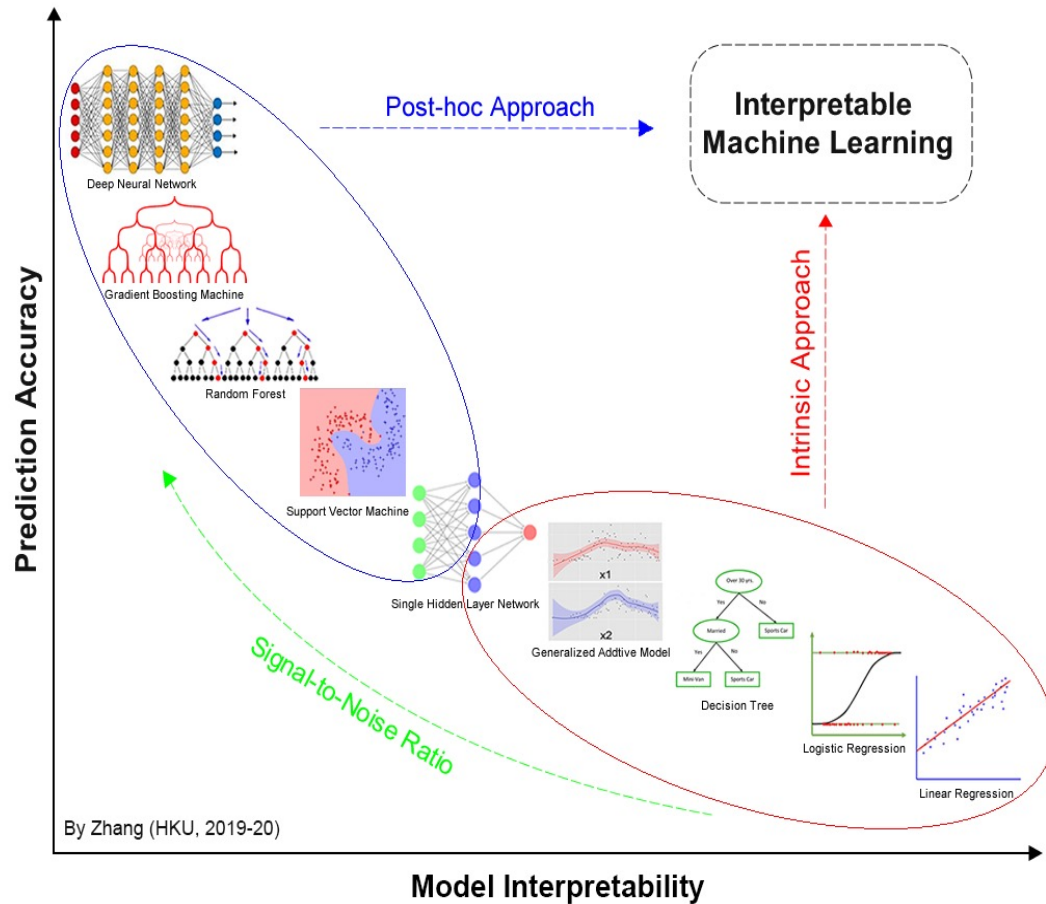 Prediction Accuracy
Deep Neural Network
Post-hoc Approach
Interpretable
Machine Learning
Gradient Boosting Machine
Random Forest
Intrinsic Approach
Support Vector Machine
Single Hidden Layer Network
x1
x2
Generalized Addtive Model
Over 30 yrs.
Yes
No
Married
Sports Car
Yes
No
Mini-Van
Sports Car
Decision Tree
Logistic Regression
Linear Regression
Signal-to-Noise Ratio
By Zhang (HKU, 2019-20)
Model Interpretability